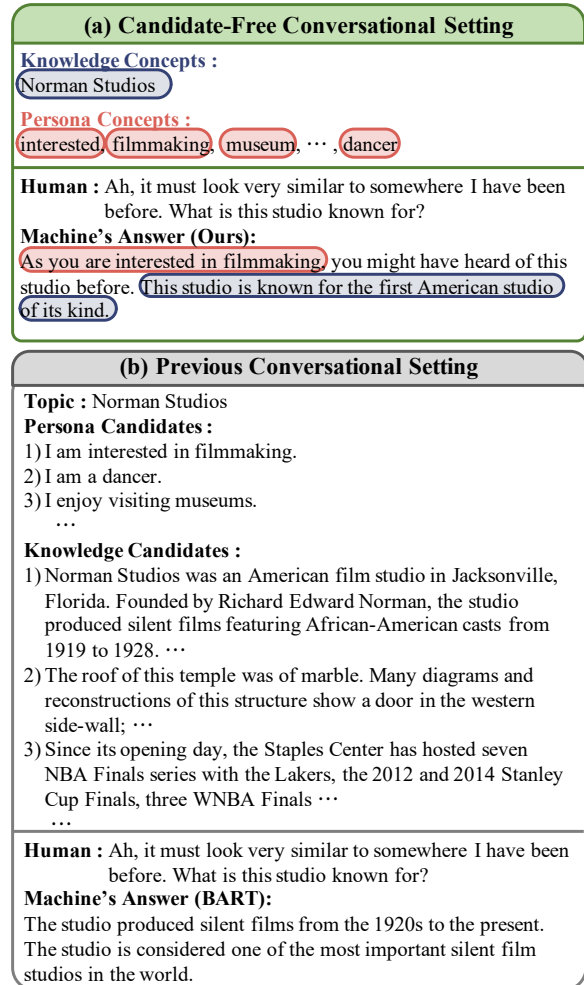 (a) Candidate-Free Conversational Setting
Knowledge Concepts :
Norman Studios
Persona Concepts :
interested, filmmaking, museum, ⋯ , dancer
Human : Ah, it must look very similar to somewhere I have been
before. What is this studio known for?
Machine's Answer (Ours):
As you are interested in filmmaking, you might have heard of this
studio before. This studio is known for the first American studio
of its kind.
(b) Previous Conversational Setting
Topic : Norman Studios
Persona Candidates :
1) I am interested in filmmaking.
2) I am a dancer.
3) I enjoy visiting museums.
⋯
Knowledge Candidates :
1) Norman Studios was an American film studio in Jacksonville,
Florida. Founded by Richard Edward Norman, the studio
produced silent films featuring African-American casts from
1919 to 1928. ⋯
2) The roof of this temple was of marble. Many diagrams and
reconstructions of this structure show a door in the western
side-wall; ⋯
3) Since its opening day, the Staples Center has hosted seven
NBA Finals series with the Lakers, the 2012 and 2014 Stanley
Cup Finals, three WNBA Finals ⋯
⋯
Human : Ah, it must look very similar to somewhere I have been
before. What is this studio known for?
Machine's Answer (BART):
The studio produced silent films from the 1920s to the present.
The studio is considered one of the most important silent film
studios in the world.